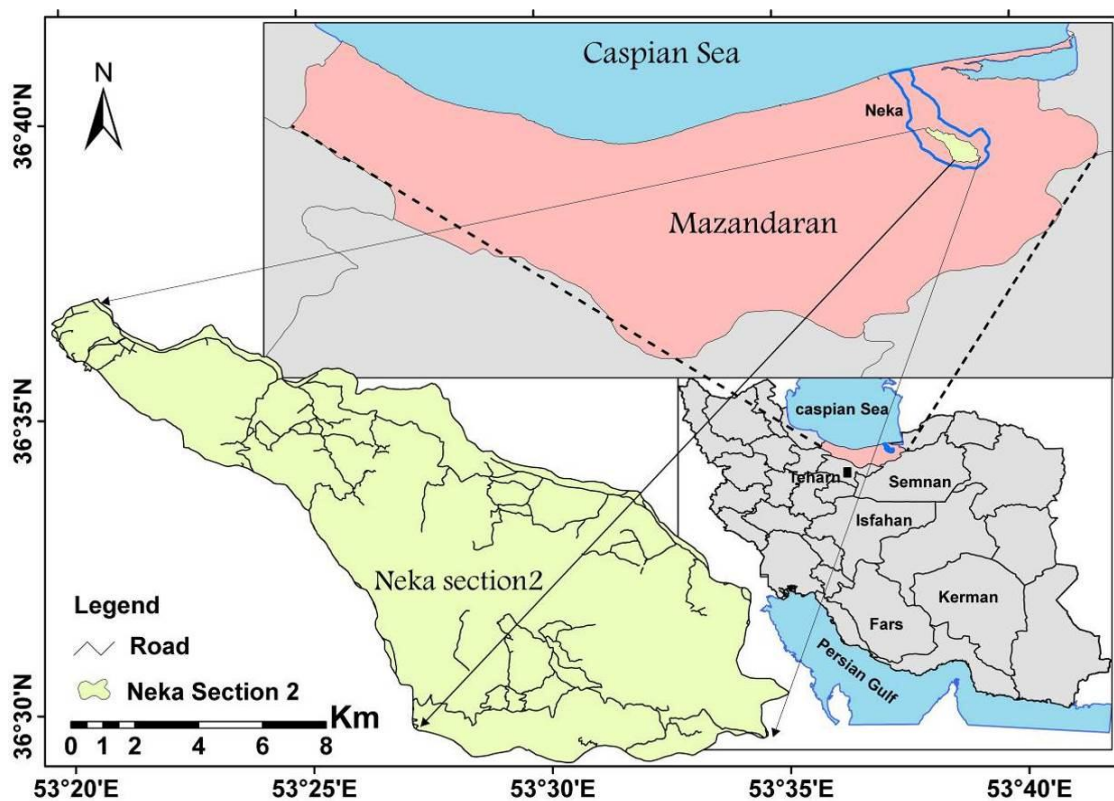 Caspian Sea
N
Neka
Mazandaran
36°40'N
36°35'N
36°30'N
caspian Sea
Teharn
Semnan
Isfahan
Kerman
Fars
Persian Gulf
Neka section2
Legend
Road
Neka Section 2
Km
0 1 2 4 6 8
53°20'E 53°25'E 53°30'E 53°35'E 53°40'E